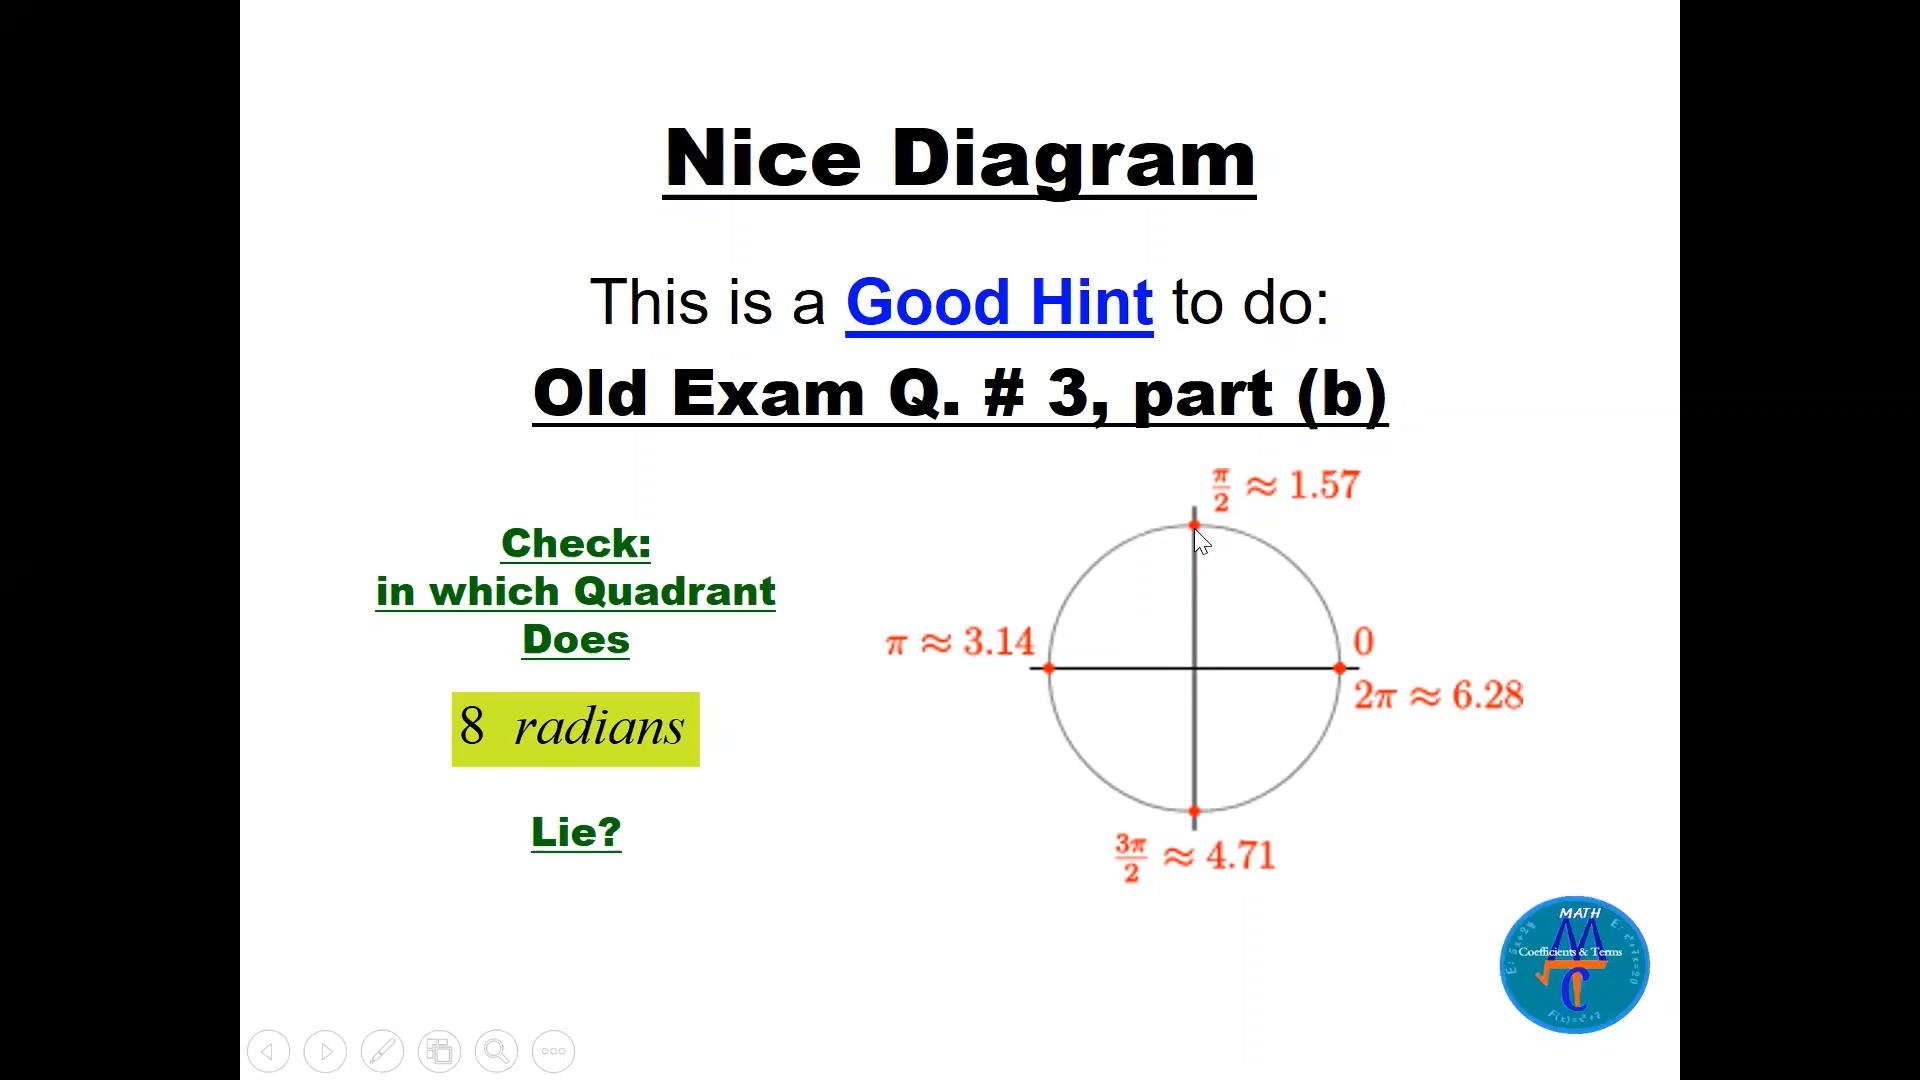 Nice Diagram
This is a Good Hint to do:
Old Exam Q. # 3, part (b)
Check:
in which Quadrant
Does
8 radians
Lie?
π/2 ≈ 1.57
π ≈ 3.14
0
2π ≈ 6.28
3π/2 ≈ 4.71
MATH
M
Coefficients & Terms
C